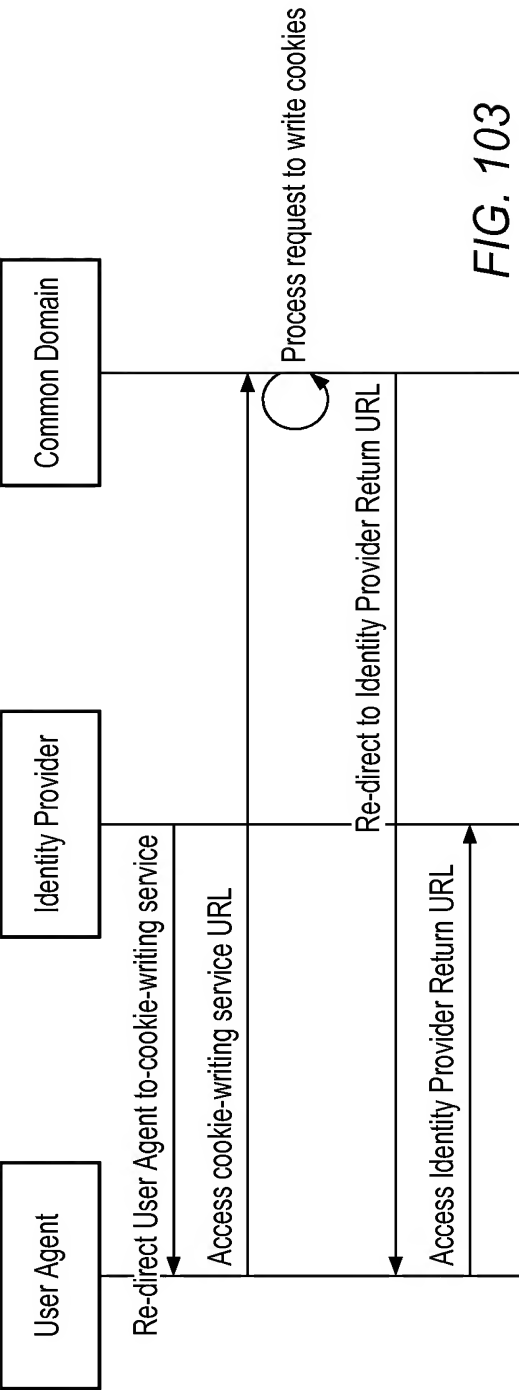 User Agent
Identity Provider
Common Domain
Re-direct User Agent to-cookie-writing service
Access cookie-writing service URL
Process request to write cookies
Re-direct to Identity Provider Return URL
Access Identity Provider Return URL
FIG. 103